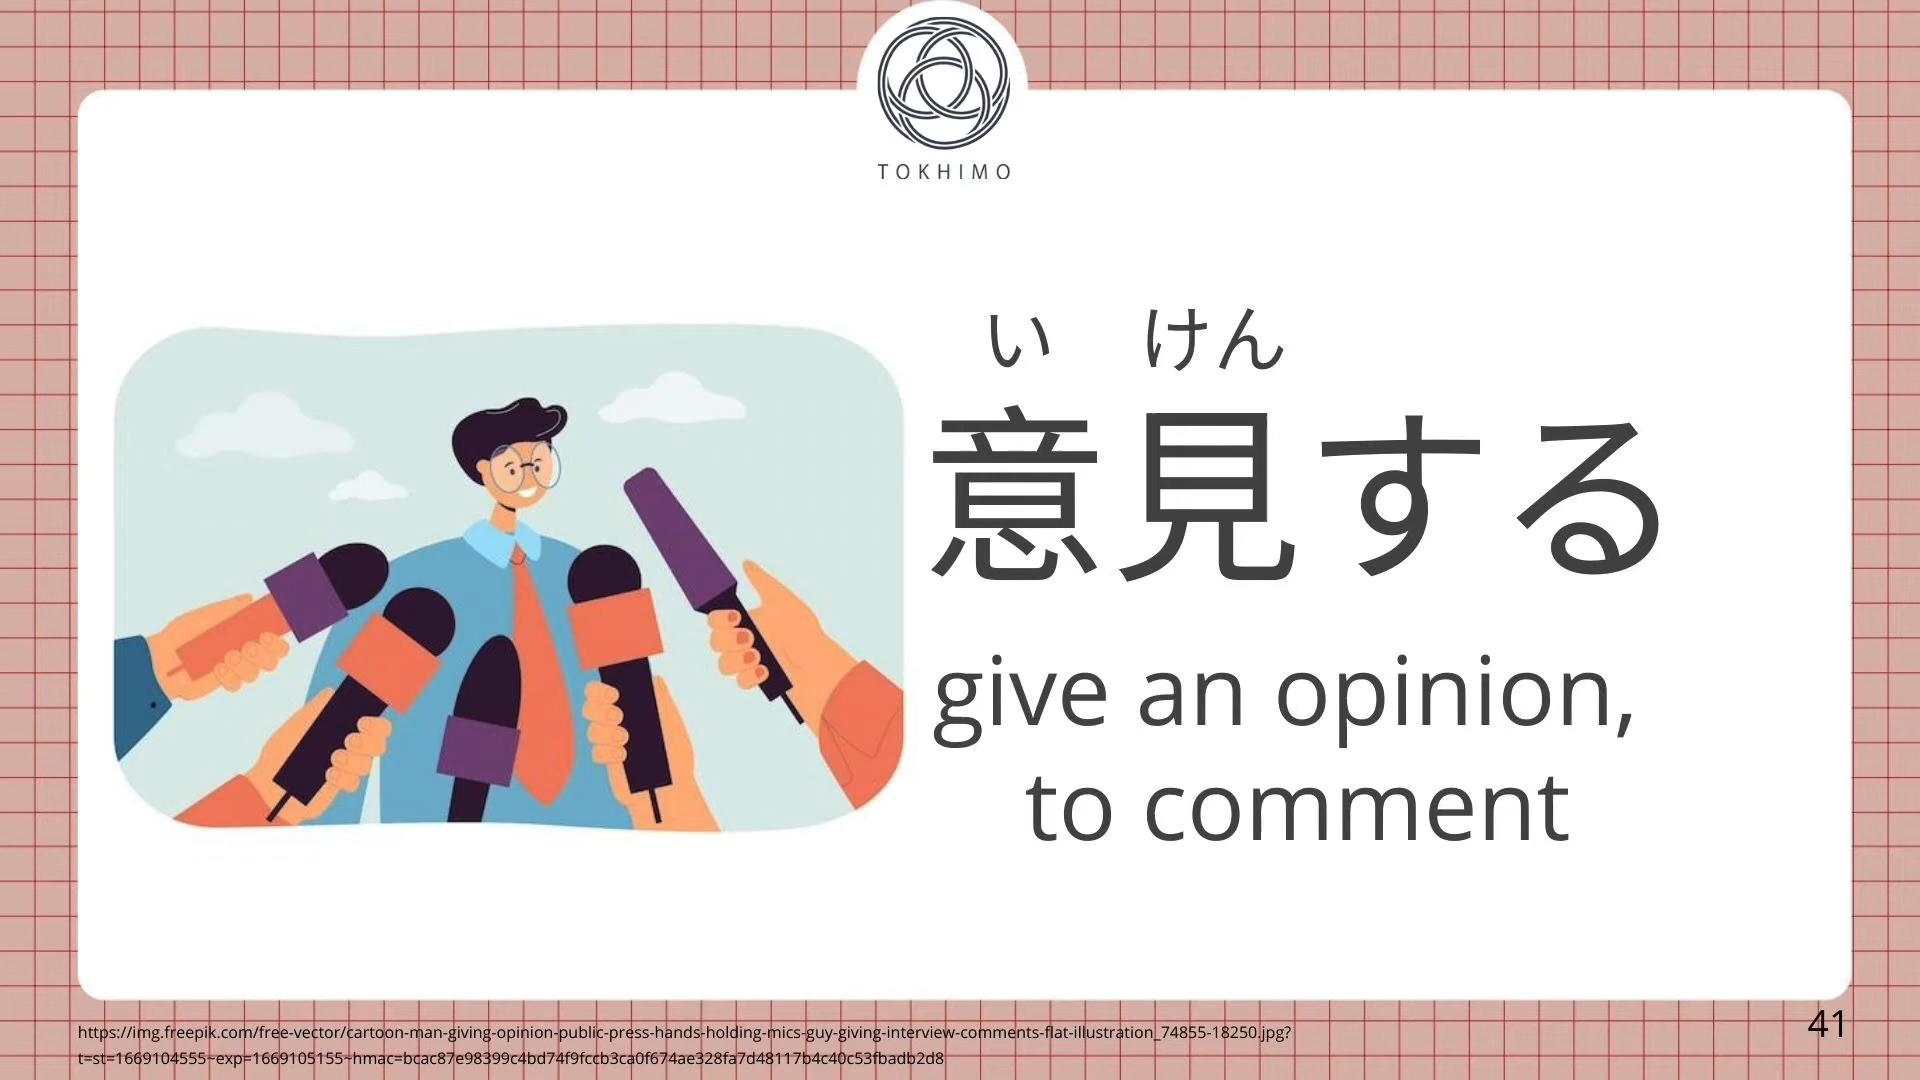 TOKHIMO
い けん
意見する
give an opinion,
to comment
https://img.freepik.com/free-vector/cartoon-man-giving-opinion-public-press-hands-holding-mics-guy-giving-interview-comments-flat-illustration_74855-18250.jpg?
t=st=1669104555~exp=1669105155~hmac=bcac87e98399c4bd74f9fccb3ca0f674ae328fa7d48117b4c40c53fbadb2d8
41